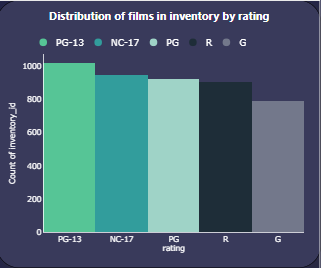 Distribution of films in inventory by rating
PG-13 NC-17 PG R G
Count of inventory_id
1000
800
600
400
200
0
PG-13 NC-17 PG R G
rating